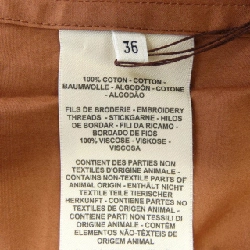 36
100% COTON - COTTON -
BAUMWOLLE - ALGODÓN - COTONE
- ALGODÃO
FILS DE BRODERIE - EMBROIDERY
THREADS - STICKGARNE - HILOS
DE BORDAR - FILI DA RICAMO -
BORDADO DE FIOS
100% VISCOSE - VISKOSE -
VISCOSA
CONTIENT DES PARTIES NON
TEXTILES D'ORIGINE ANIMALE -
CONTAINS NON-TEXTILE PARTS OF
ANIMAL ORIGIN - ENTHÄLT NICHT
TEXTILE TEILE TIERISCHER
HERKUNFT - CONTIENE PARTES NO
TEXTILES DE ORIGEN ANIMAL -
CONTIENE PARTI NON TESSILI DI
ORIGINE ANIMALE - CONTÉM
ELEMENTOS NÃO-TÊXTEIS DE
ORIGEM ANIMAL